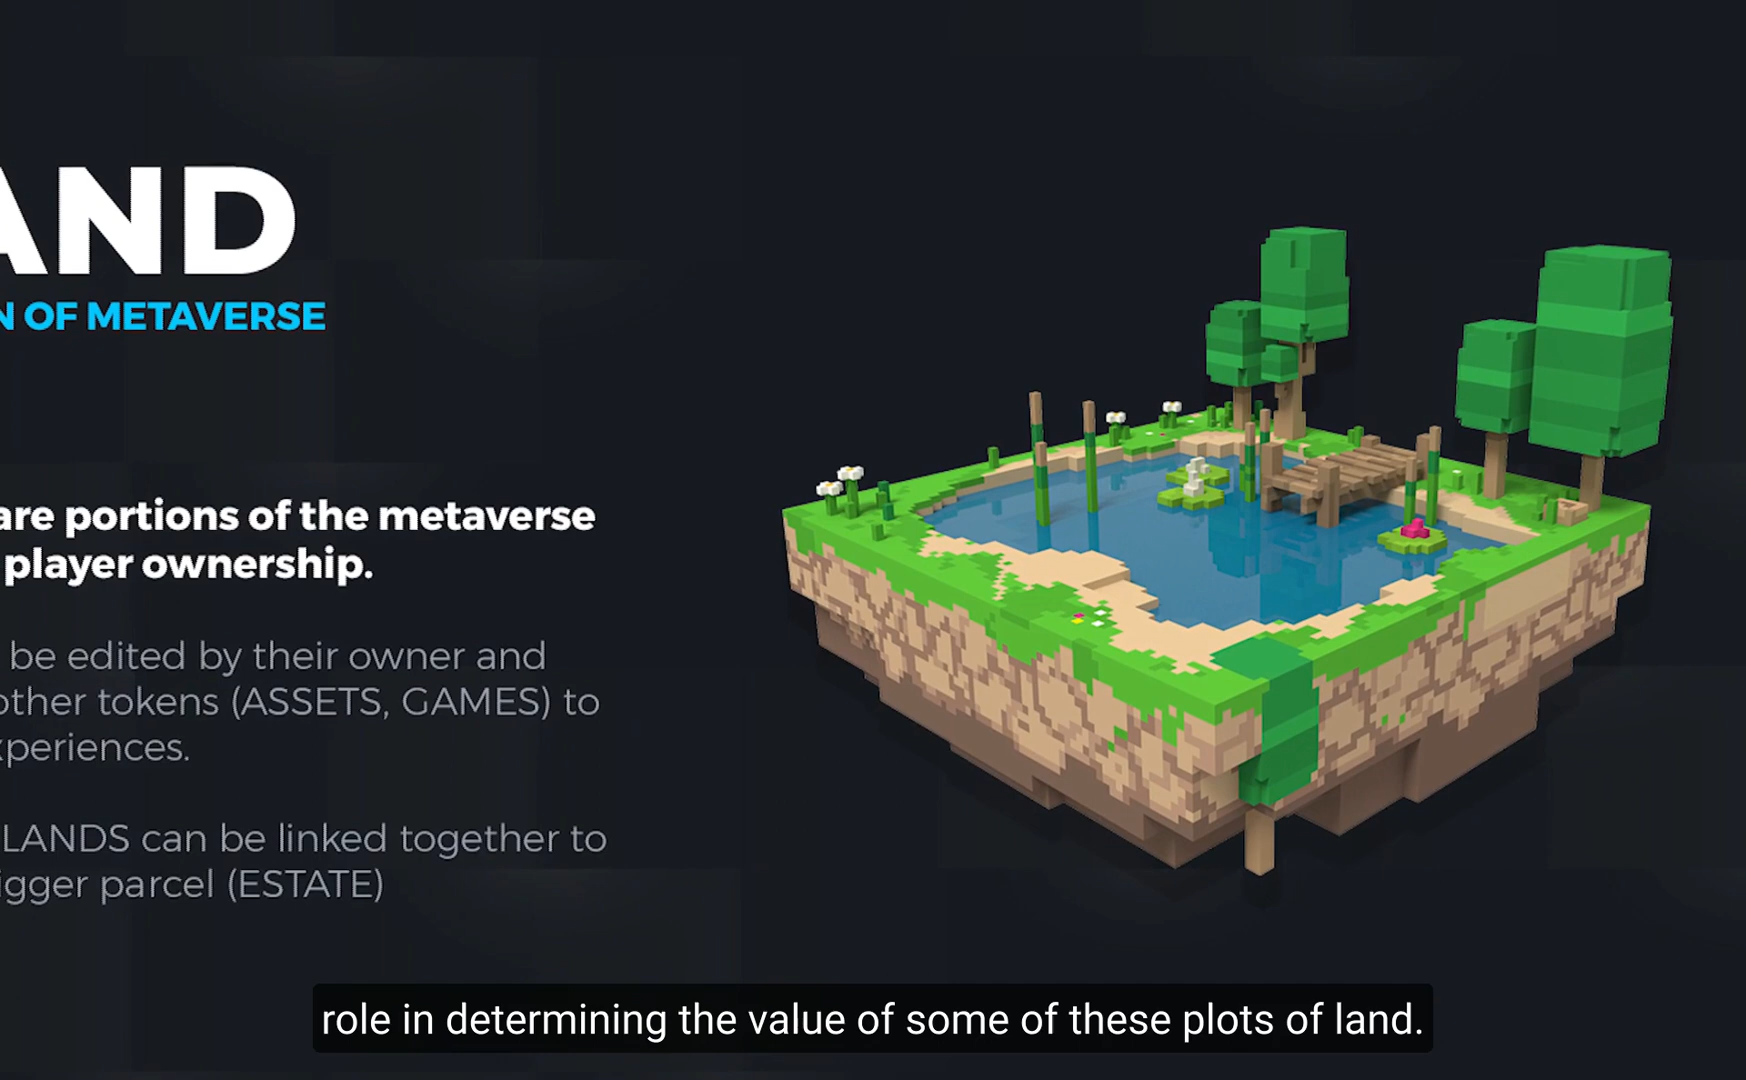 AND
N OF METAVERSE
are portions of the metaverse
player ownership.
be edited by their owner and
other tokens (ASSETS, GAMES) to
xperiences.
LANDS can be linked together to
igger parcel (ESTATE)
role in determining the value of some of these plots of land.